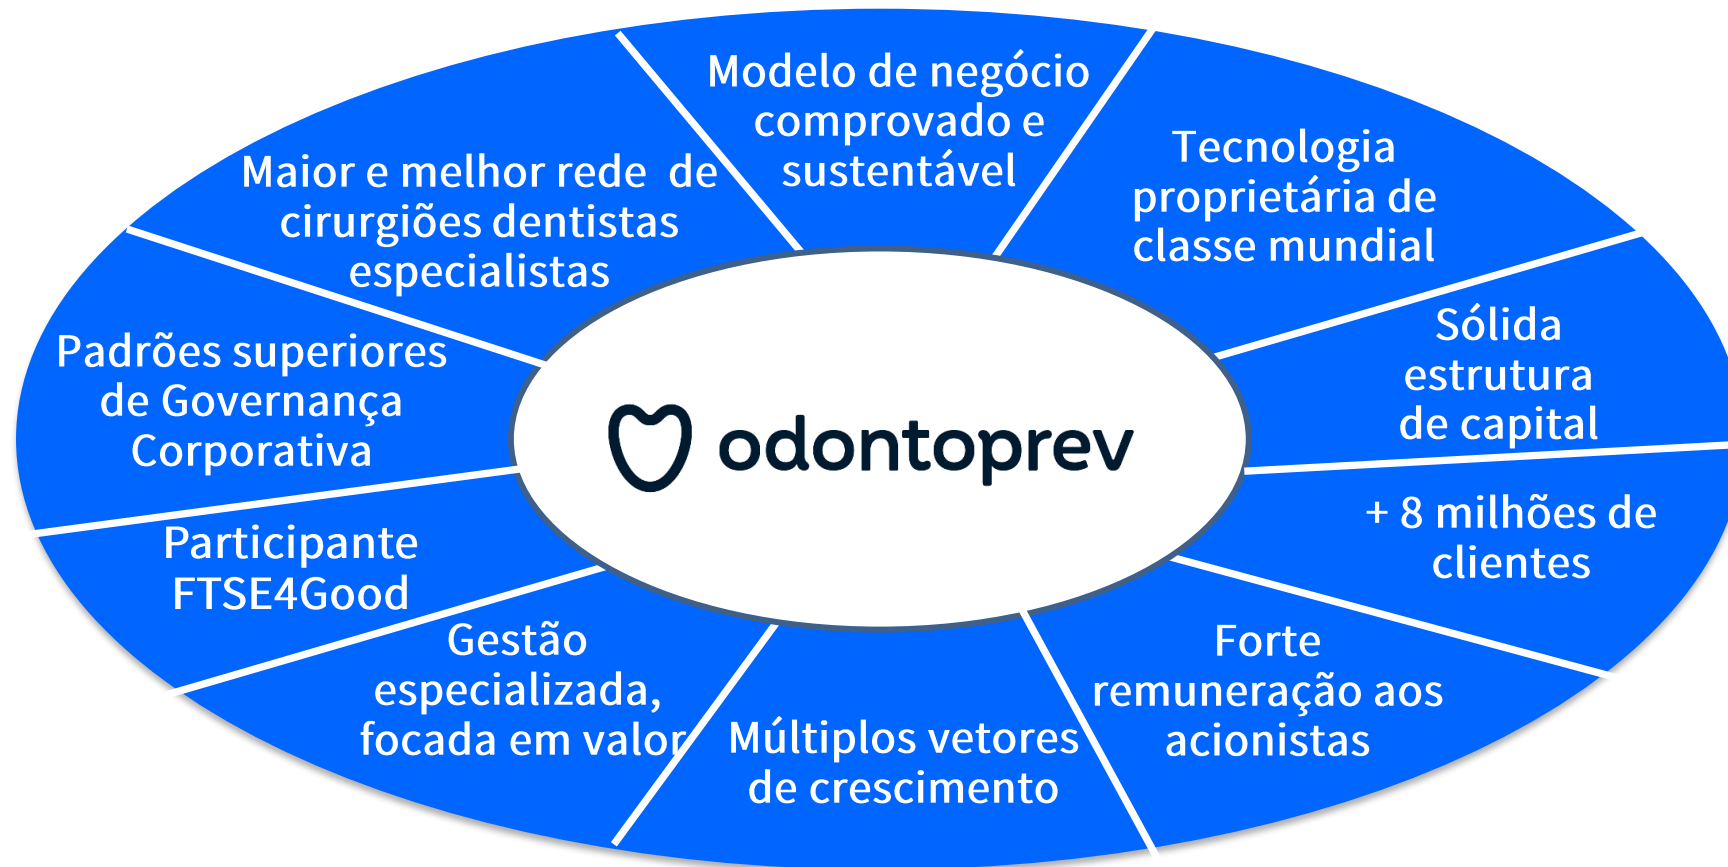 Modelo de negócio
comprovado e
sustentável
Tecnologia
proprietária de
classe mundial
Sólida
estrutura
de capital
+ 8 milhões de
clientes
Forte
remuneração aos
acionistas
Múltiplos vetores
de crescimento
Gestão
especializada,
focada em valor
Participante
FTSE4Good
Padrões superiores
de Governança
Corporativa
Maior e melhor rede  de
cirurgiões dentistas
especialistas
odontoprev